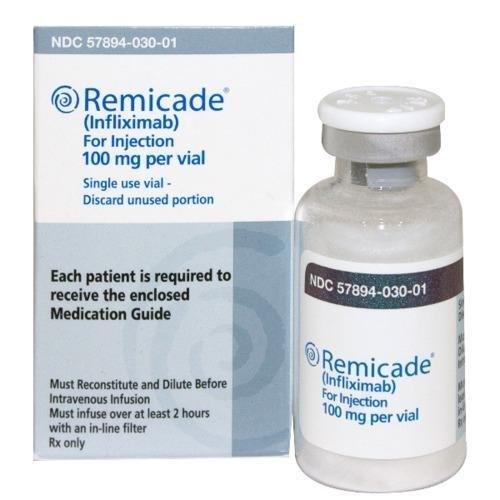 NDC 57894-030-01
Remicade®
(Infliximab)
For Injection
100 mg per vial
Single use vial -
Discard unused portion
Each patient is required to
receive the enclosed
Medication Guide
Must Reconstitute and Dilute Before
Intravenous Infusion
Must infuse over at least 2 hours
with an in-line filter
Rx only
NDC 57894-030-01
Remicade®
(Infliximab)
For Injection
100 mg per vial